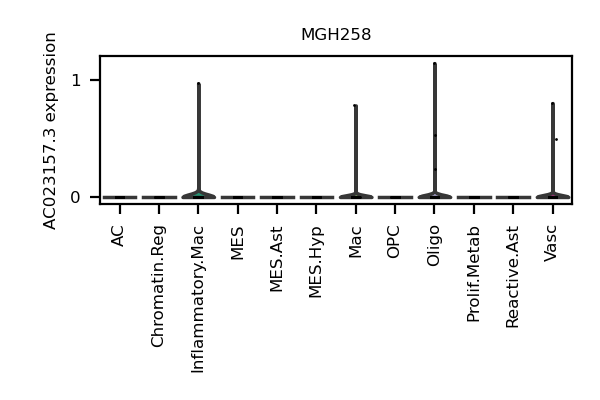 MGH258
AC023157.3 expression
1
0
AC
Chromatin.Reg
Inflammatory.Mac
MES
MES.Ast
MES.Hyp
Mac
OPC
Oligo
Prolif.Metab
Reactive.Ast
Vasc